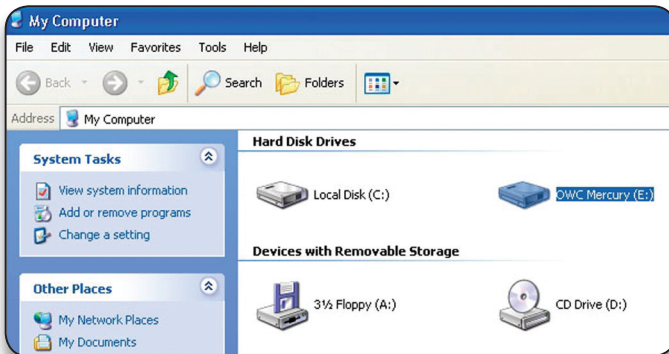 My Computer
File Edit View Favorites Tools Help
Back Search Folders
Address My Computer
System Tasks
View system information
Add or remove programs
Change a setting
Other Places
My Network Places
My Documents
Hard Disk Drives
Local Disk (C:) OWC Mercury (E:)
Devices with Removable Storage
3½ Floppy (A:) CD Drive (D:)